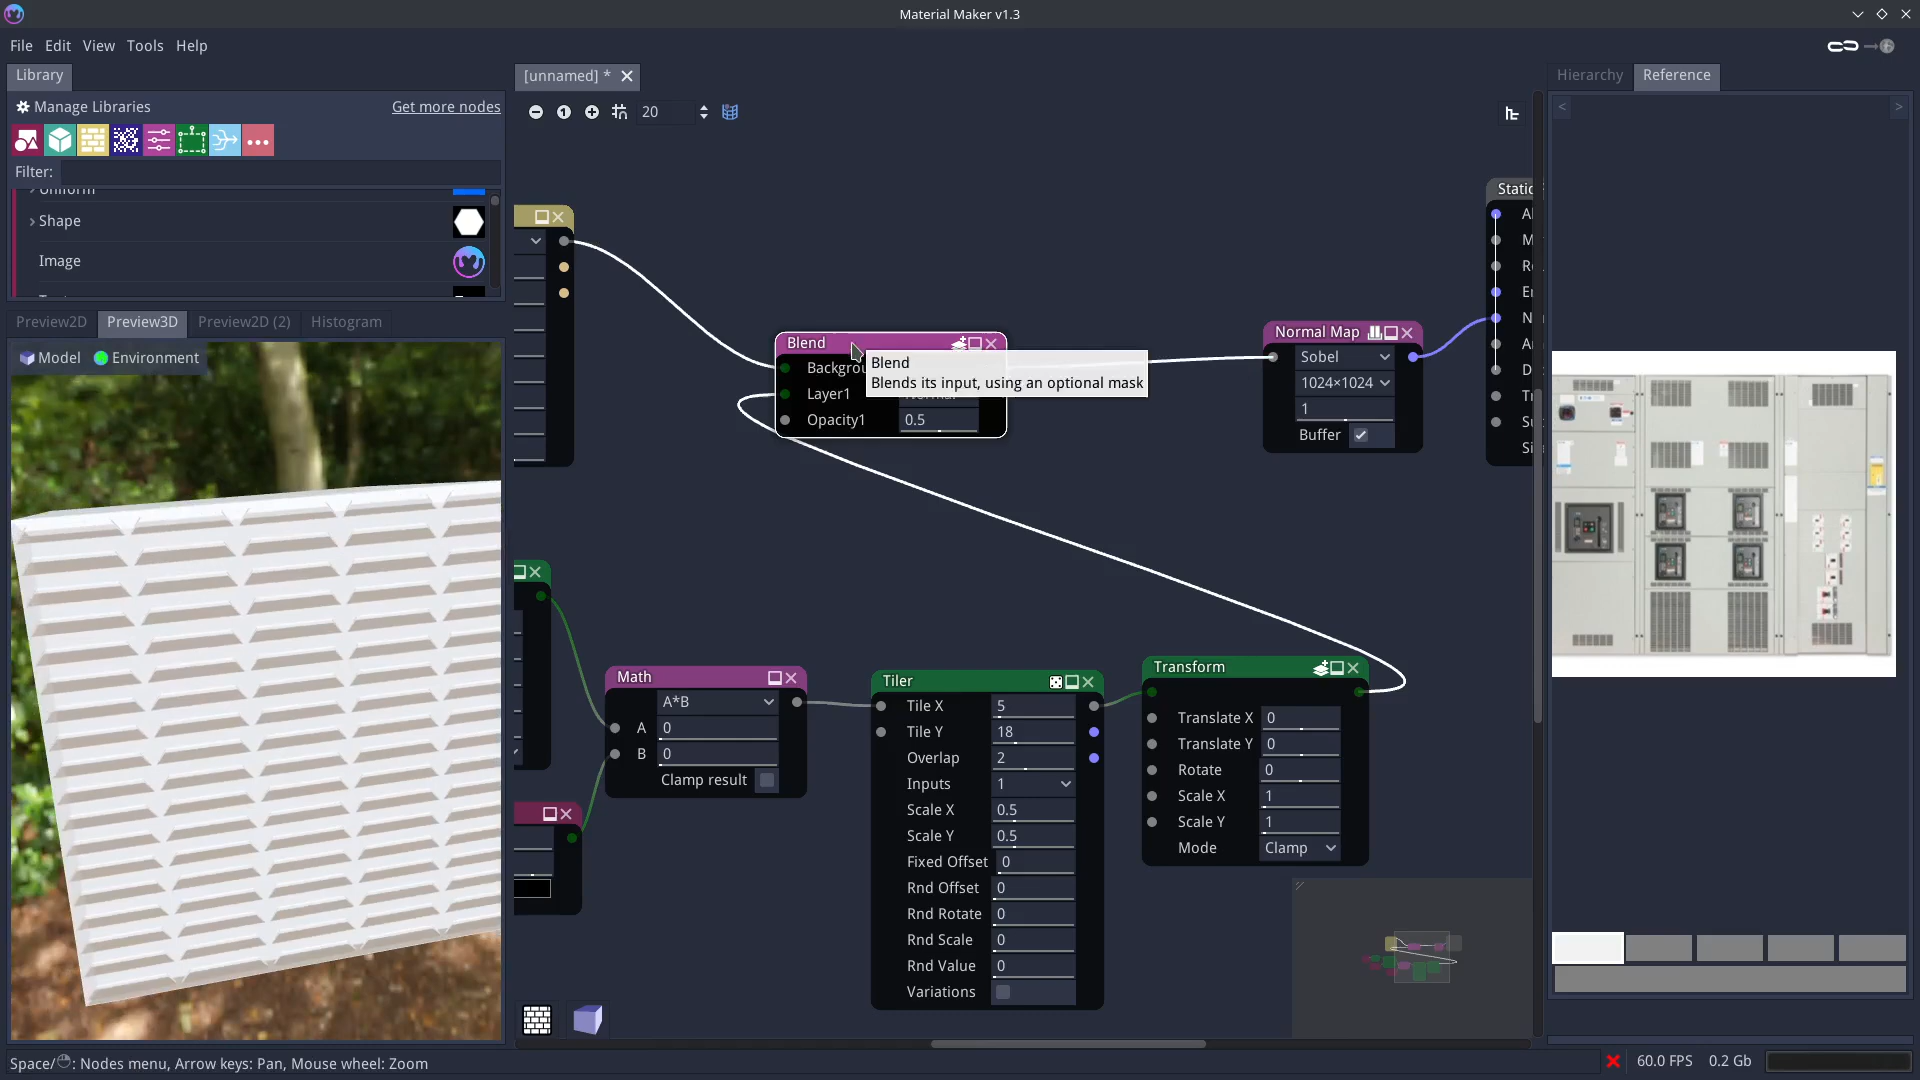 Material Maker v1.3
File Edit View Tools Help
Library
[unnamed] *
Hierarchy Reference
Manage Libraries Get more nodes
20
Filter:
Uniform
Shape
Image
Preview2D Preview3D Preview2D (2) Histogram
Model Environment
Blend
Layer1
Opacity1 0.5
Blend
Blends its input, using an optional mask
Normal Map
Sobel
1024×1024
1
Buffer
Math
A*B
A 0
B 0
Clamp result
Tiler
Tile X 5
Tile Y 18
Overlap 2
Inputs 1
Scale X 0.5
Scale Y 0.5
Fixed Offset 0
Rnd Offset 0
Rnd Rotate 0
Rnd Scale 0
Rnd Value 0
Variations
Transform
Translate X 0
Translate Y 0
Rotate 0
Scale X 1
Scale Y 1
Mode Clamp
Space/ : Nodes menu, Arrow keys: Pan, Mouse wheel: Zoom
60.0 FPS 0.2 Gb